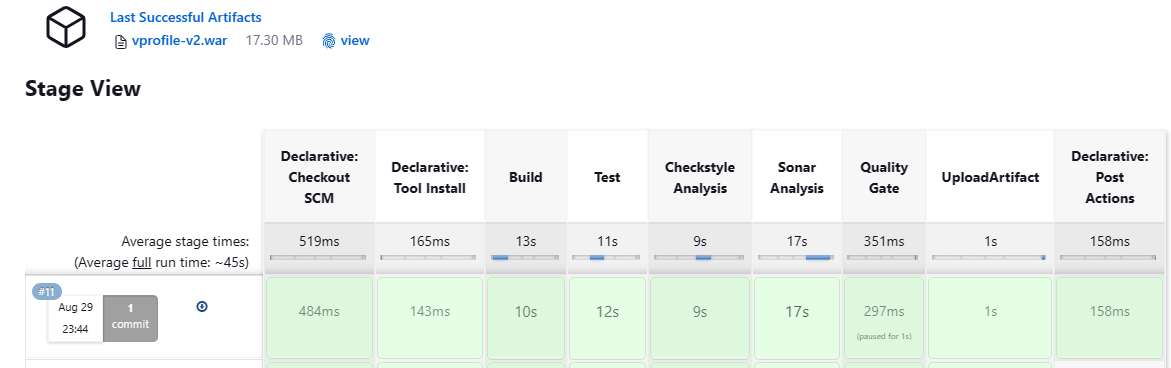 Last Successful Artifacts
vprofile-v2.war 17.30 MB view
Stage View
Declarative: Checkout SCM
Declarative: Tool Install
Build
Test
Checkstyle Analysis
Sonar Analysis
Quality Gate
UploadArtifact
Declarative: Post Actions
Average stage times:
(Average full run time: ~45s)
519ms 165ms 13s 11s 9s 17s 351ms 1s 158ms
#11
Aug 29
23:44
1
commit
484ms 143ms 10s 12s 9s 17s 297ms 1s 158ms
(paused for 1s)